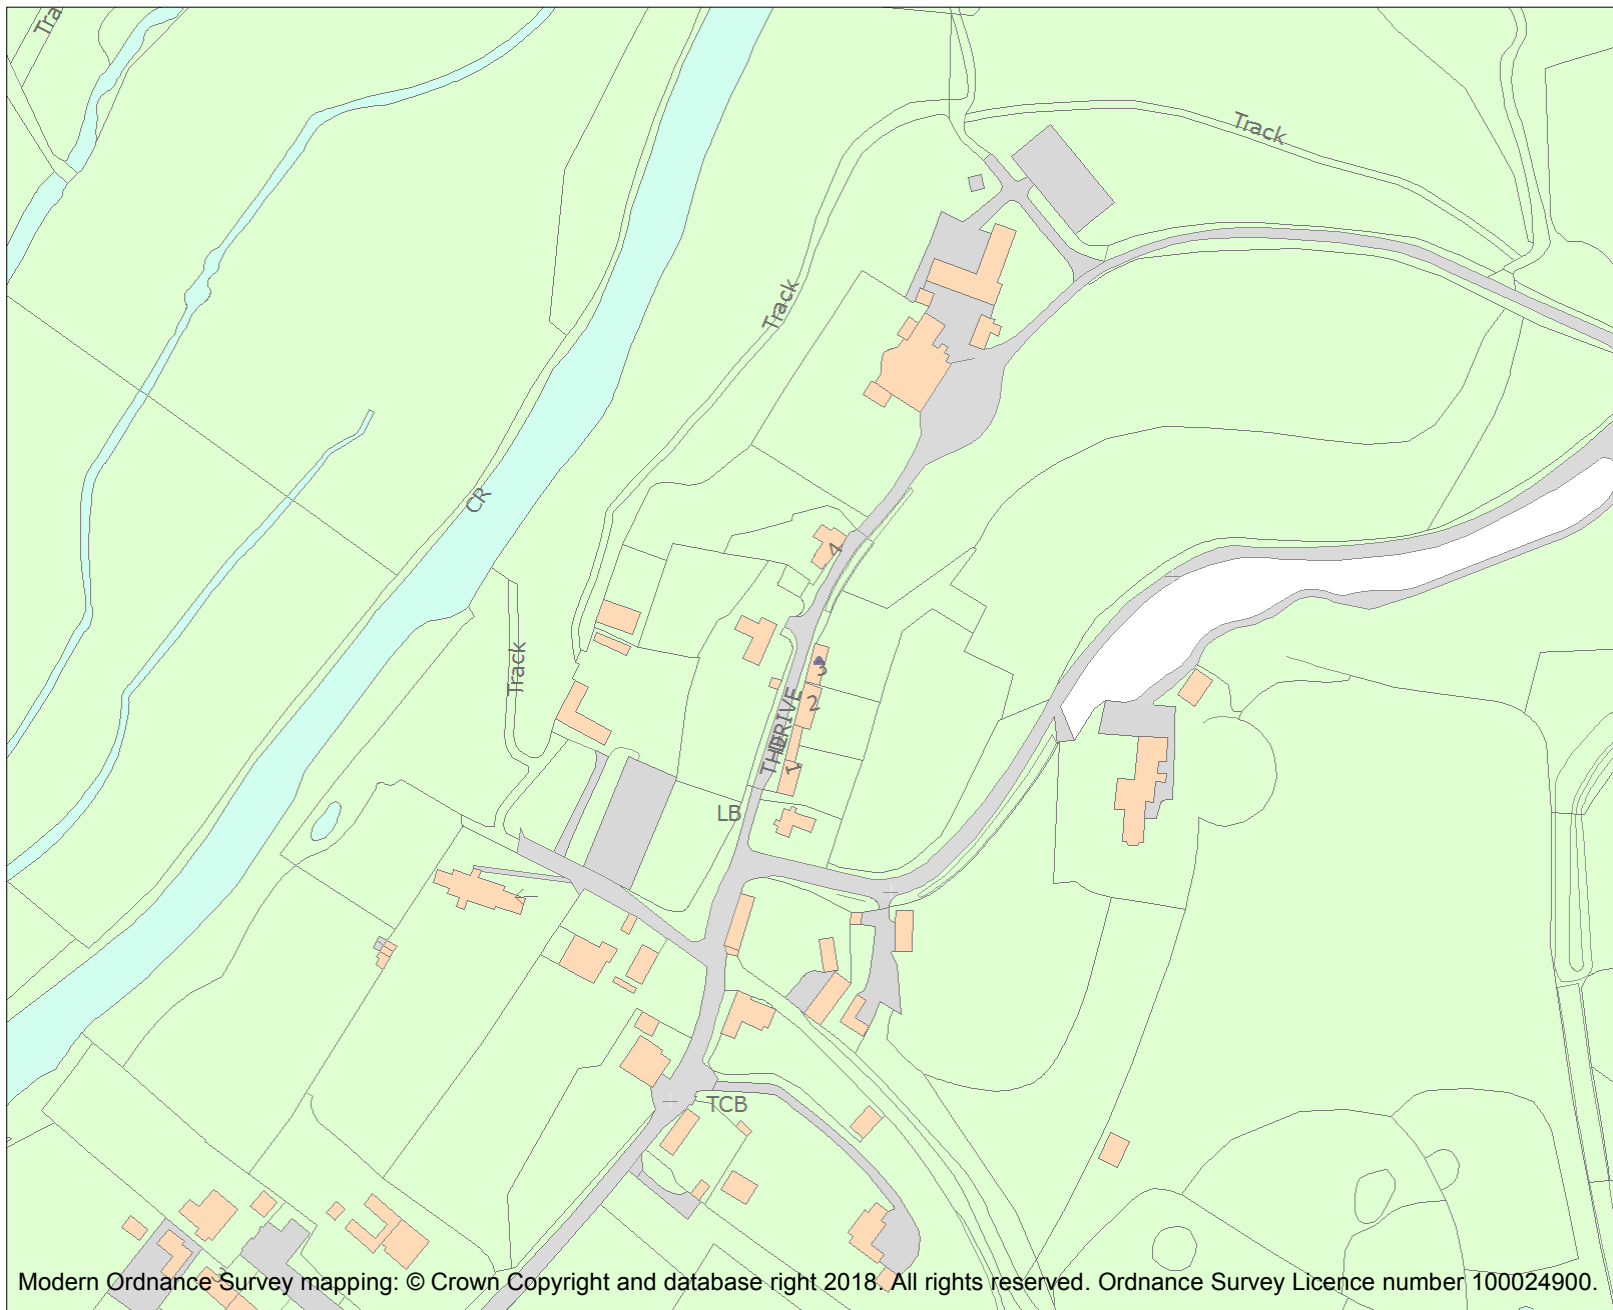 Tra
Track
Track
CR
4
Track
3
2
THE DRIVE
1
LB
TCB
Modern Ordnance Survey mapping: © Crown Copyright and database right 2018. All rights reserved. Ordnance Survey Licence number 100024900.